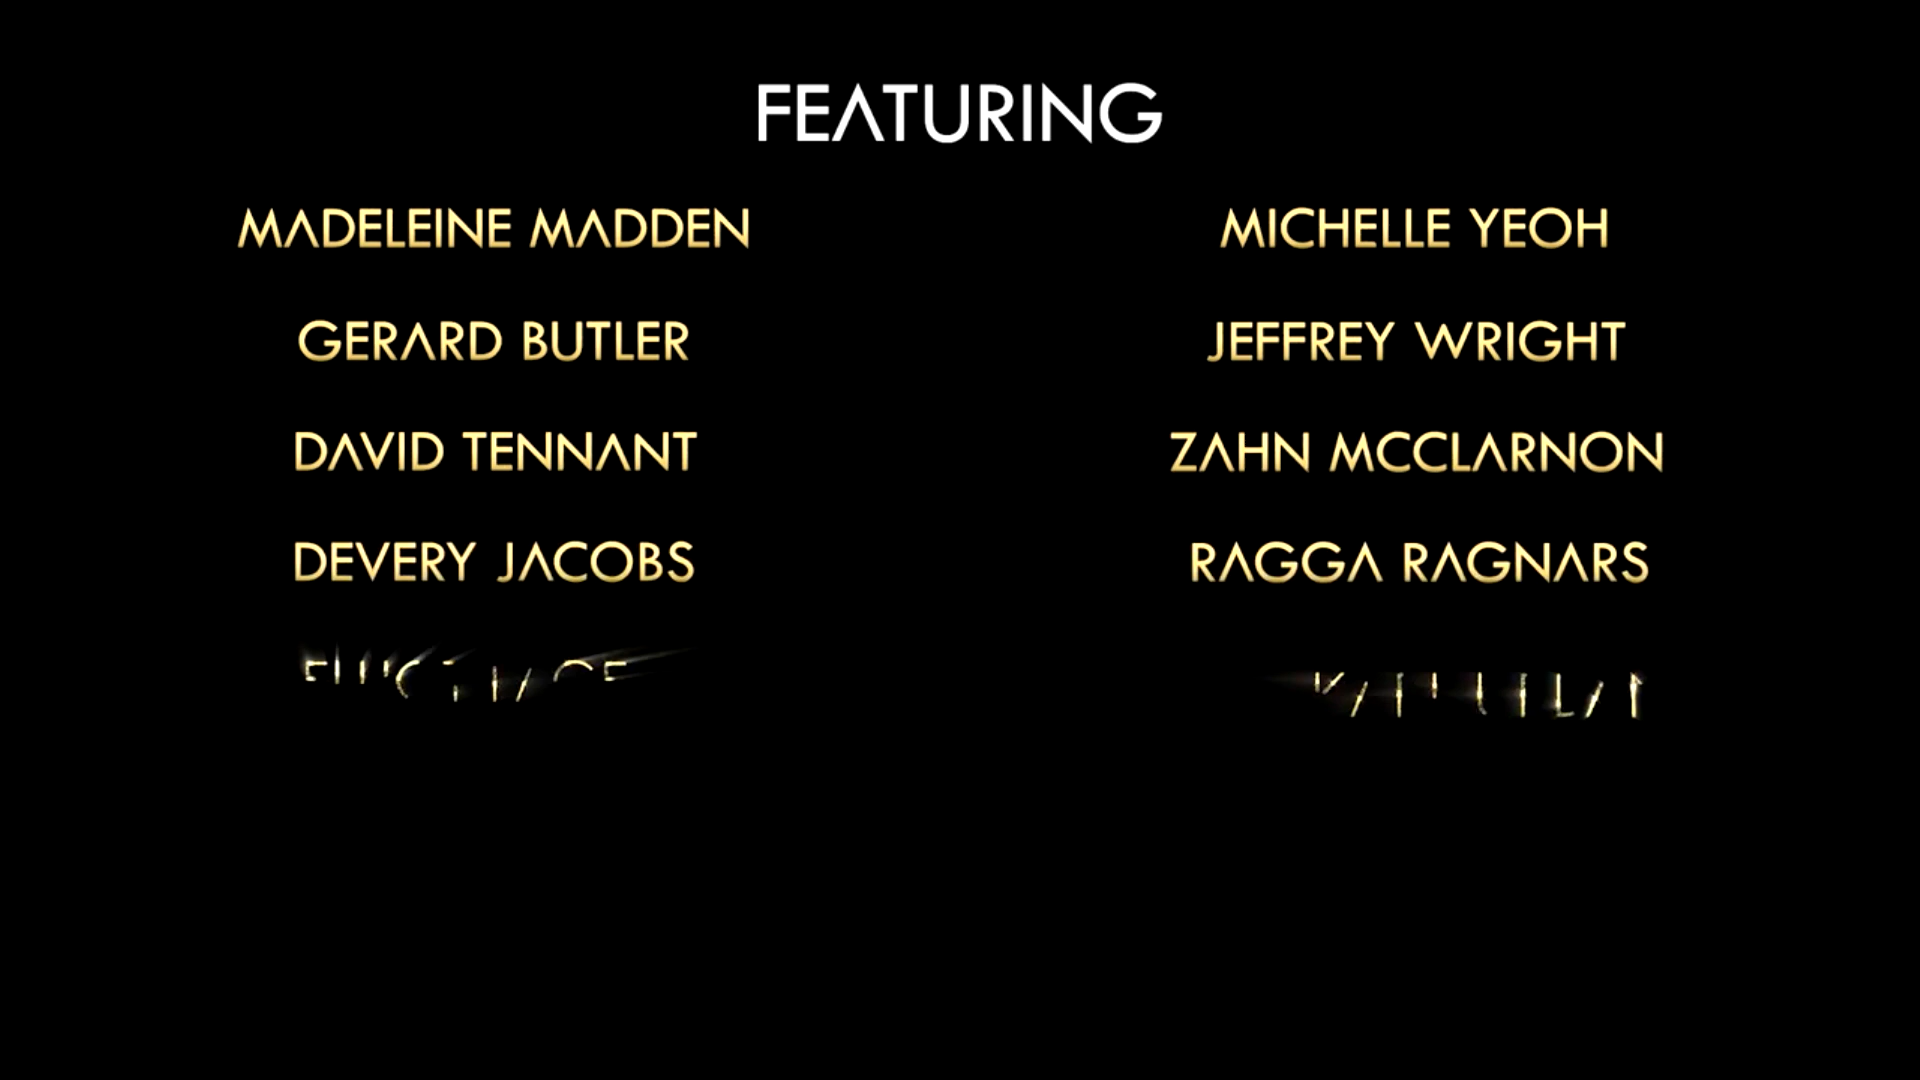 FEATURING
MADELEINE MADDEN
MICHELLE YEOH
GERARD BUTLER
JEFFREY WRIGHT
DAVID TENNANT
ZAHN MCCLARNON
DEVERY JACOBS
RAGGA RAGNARS